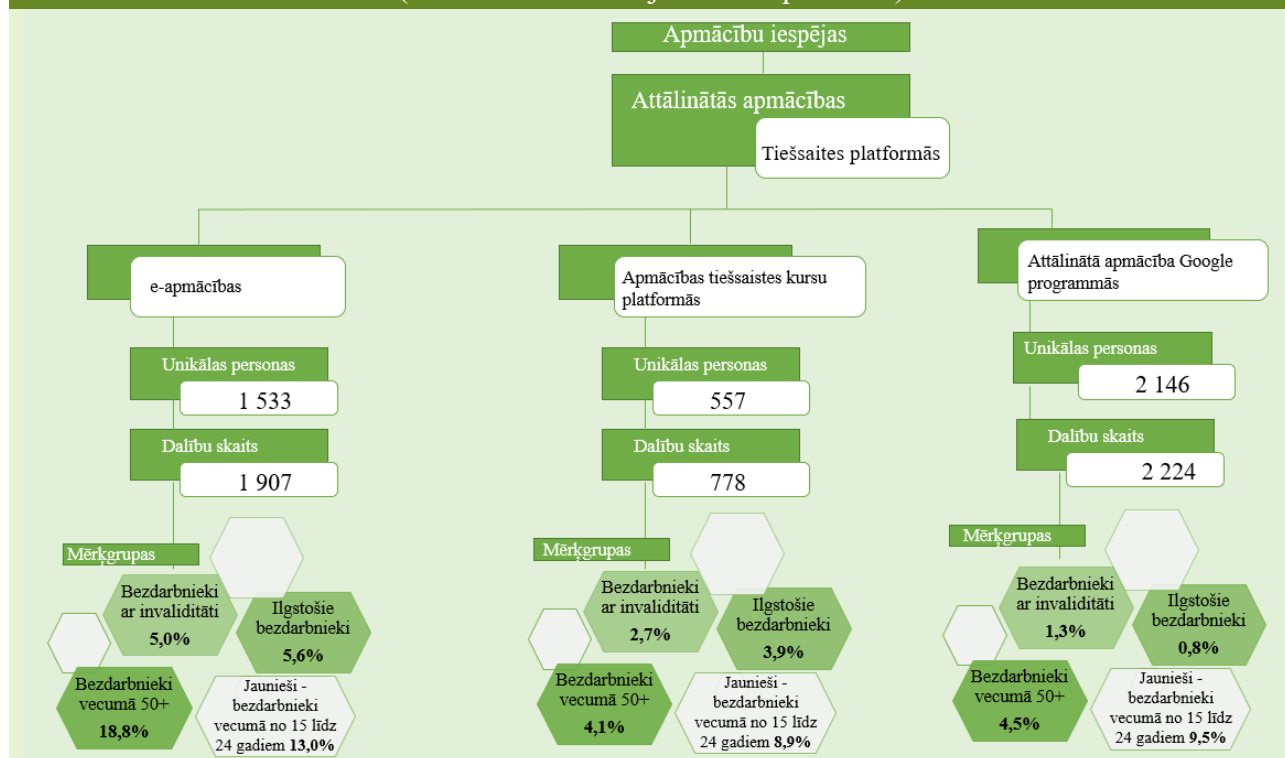 Apmācību iespējas
Attālinātās apmācības
Tiešsaites platformās
e-apmācības
Unikālas personas
1 533
Dalību skaits
1 907
Mērķgrupas
Bezdarbnieki
ar invaliditāti
5,0%
Ilgstošie
bezdarbnieki
5,6%
Bezdarbnieki
vecumā 50+
18,8%
Jaunieši -
bezdarbnieki
vecumā no 15 līdz
24 gadiem 13,0%
Apmācības tiešsaistes kursu
platformās
Unikālas personas
557
Dalību skaits
778
Mērķgrupas
Bezdarbnieki
ar invaliditāti
2,7%
Ilgstošie
bezdarbnieki
3,9%
Bezdarbnieki
vecumā 50+
4,1%
Jaunieši -
bezdarbnieki
vecumā no 15 līdz
24 gadiem 8,9%
Attālinātā apmācība Google
programmās
Unikālas personas
2 146
Dalību skaits
2 224
Mērķgrupas
Bezdarbnieki
ar invaliditāti
1,3%
Ilgstošie
bezdarbnieki
0,8%
Bezdarbnieki
vecumā 50+
4,5%
Jaunieši -
bezdarbnieki
vecumā no 15 līdz
24 gadiem 9,5%